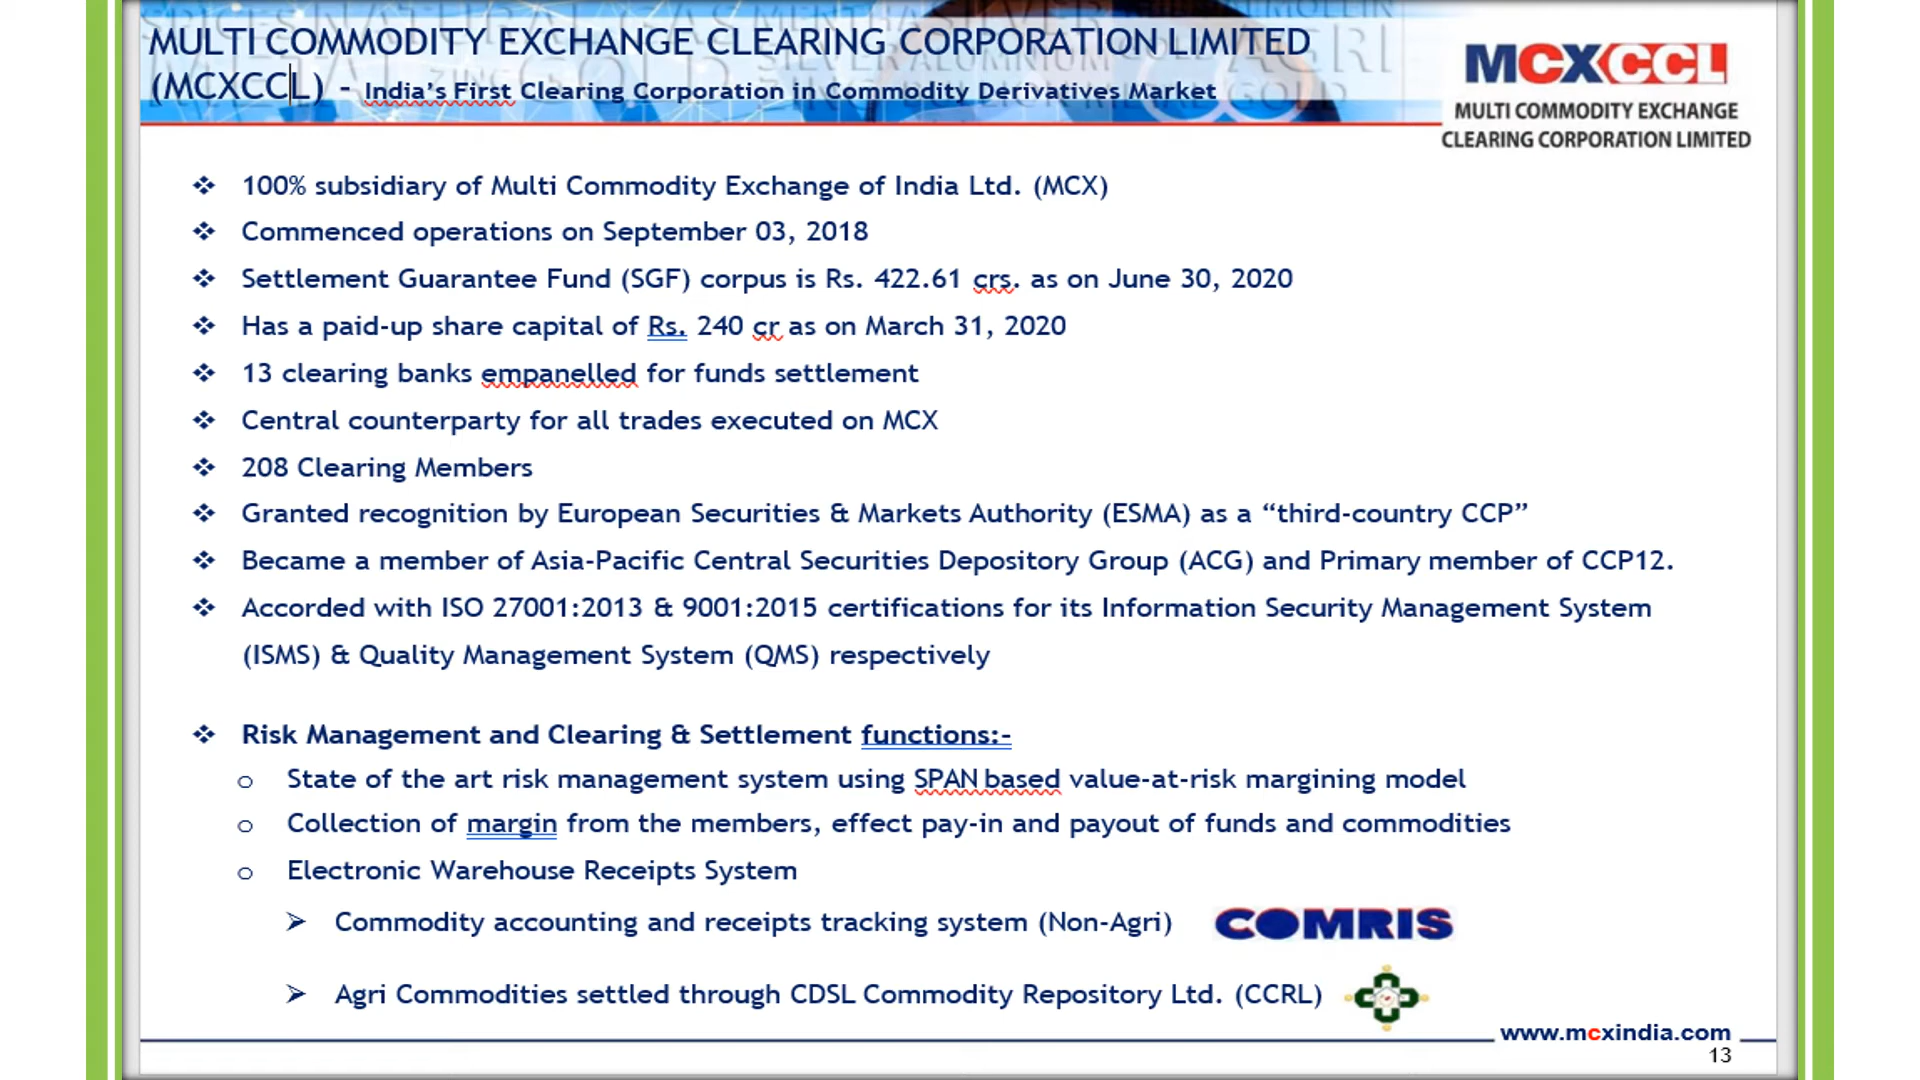 MULTI COMMODITY EXCHANGE CLEARING CORPORATION LIMITED
(MCXCCL) - India's First Clearing Corporation in Commodity Derivatives Market
MCXCCL
MULTI COMMODITY EXCHANGE
CLEARING CORPORATION LIMITED
❖ 100% subsidiary of Multi Commodity Exchange of India Ltd. (MCX)
❖ Commenced operations on September 03, 2018
❖ Settlement Guarantee Fund (SGF) corpus is Rs. 422.61 crs. as on June 30, 2020
❖ Has a paid-up share capital of Rs. 240 cr as on March 31, 2020
❖ 13 clearing banks empanelled for funds settlement
❖ Central counterparty for all trades executed on MCX
❖ 208 Clearing Members
❖ Granted recognition by European Securities & Markets Authority (ESMA) as a “third-country CCP”
❖ Became a member of Asia-Pacific Central Securities Depository Group (ACG) and Primary member of CCP12.
❖ Accorded with ISO 27001:2013 & 9001:2015 certifications for its Information Security Management System
(ISMS) & Quality Management System (QMS) respectively
❖ Risk Management and Clearing & Settlement functions:-
o State of the art risk management system using SPAN based value-at-risk margining model
o Collection of margin from the members, effect pay-in and payout of funds and commodities
o Electronic Warehouse Receipts System
➢ Commodity accounting and receipts tracking system (Non-Agri)
COMRIS
➢ Agri Commodities settled through CDSL Commodity Repository Ltd. (CCRL)
www.mcxindia.com
13